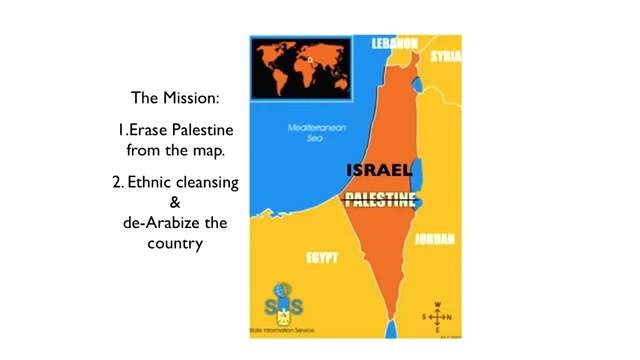 The Mission:
1.Erase Palestine
from the map.
2. Ethnic cleansing
&
de-Arabize the
country
LEBANON
SYRIA
Mediterranean
Sea
ISRAEL
PALESTINE
JORDAN
EGYPT
SIS
State Information Service
W
S N
E